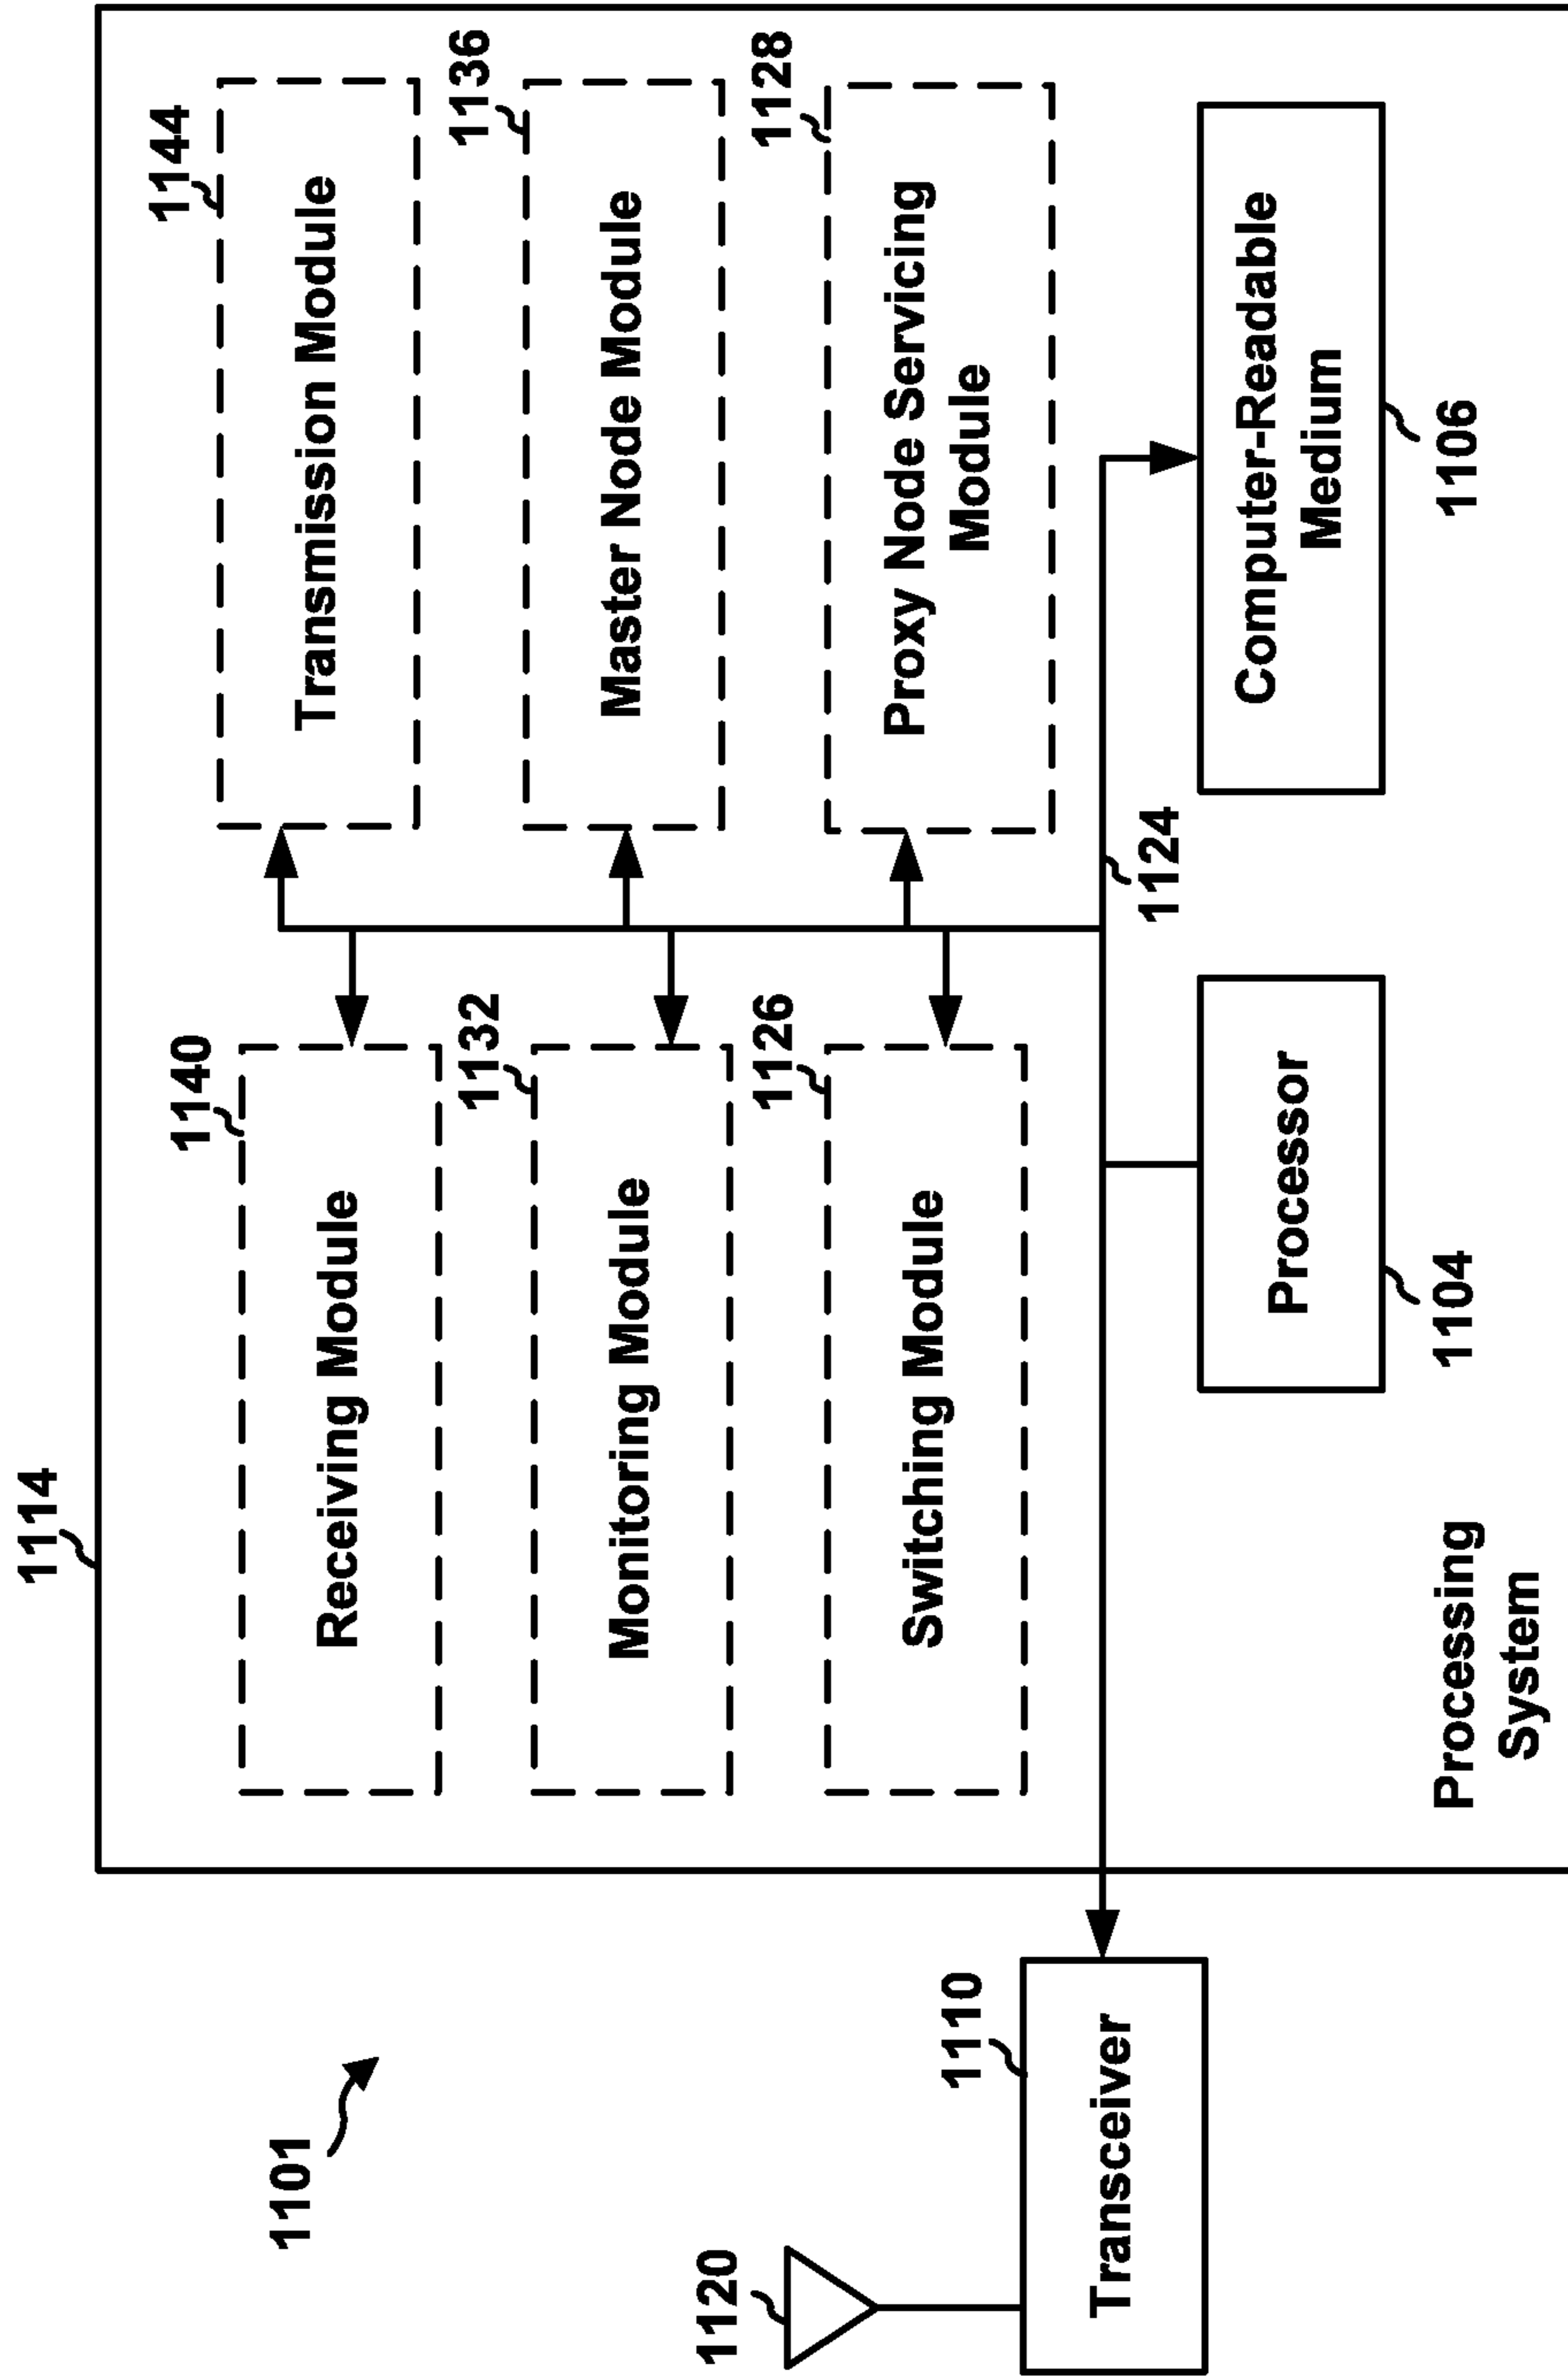 1101
1114
1140
Receiving Module
1144
Transmission Module
1132
Monitoring Module
1136
Master Node Module
1126
Switching Module
1128
Proxy Node Servicing
Module
1120
1110
Transceiver
1124
Processor
1104
Computer-Readable
Medium
1106
Processing
System